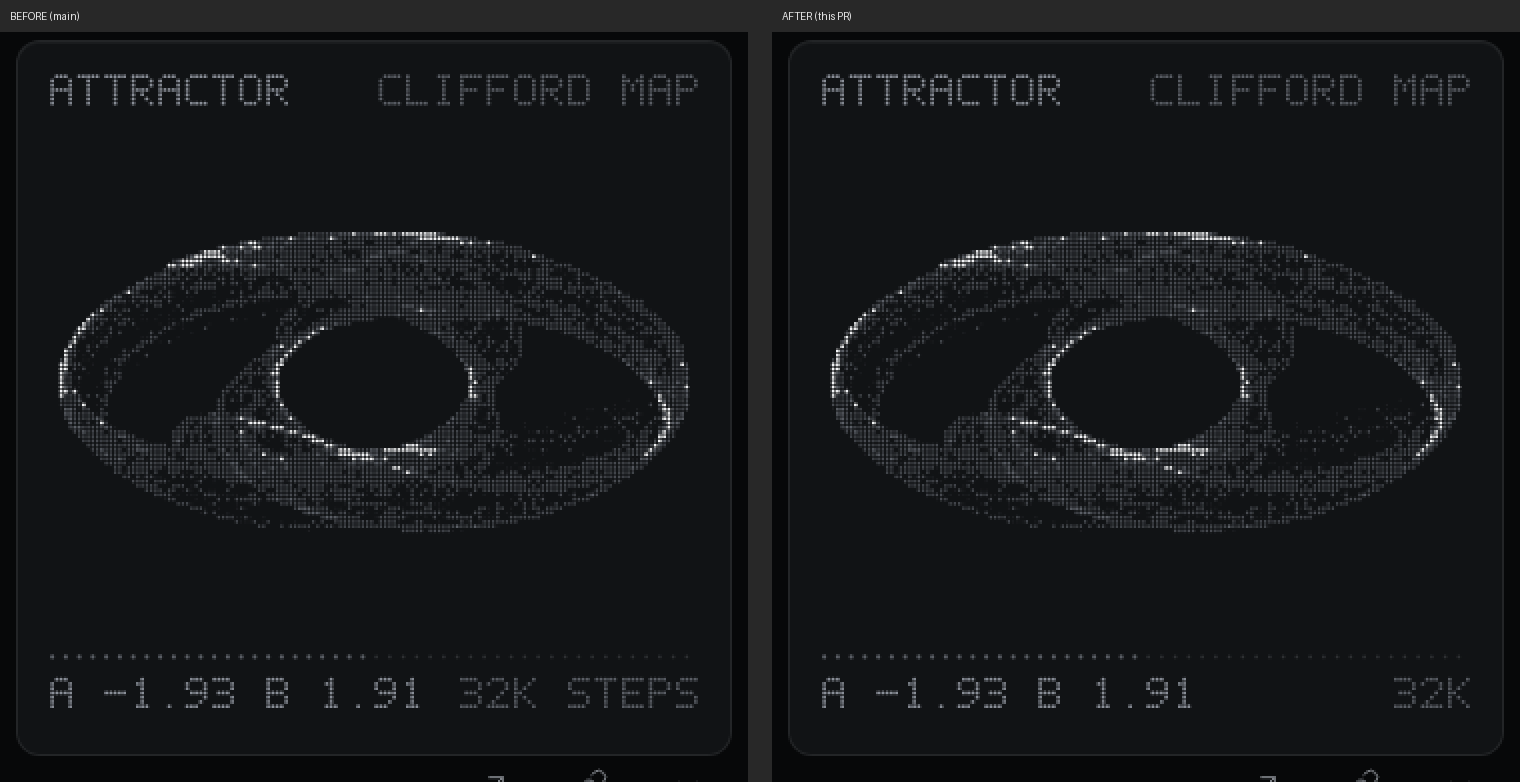 BEFORE (main)
ATTRACTOR CLIFFORD MAP
A -1.93 B 1.91 32K STEPS
AFTER (this PR)
ATTRACTOR CLIFFORD MAP
A -1.93 B 1.91 32K